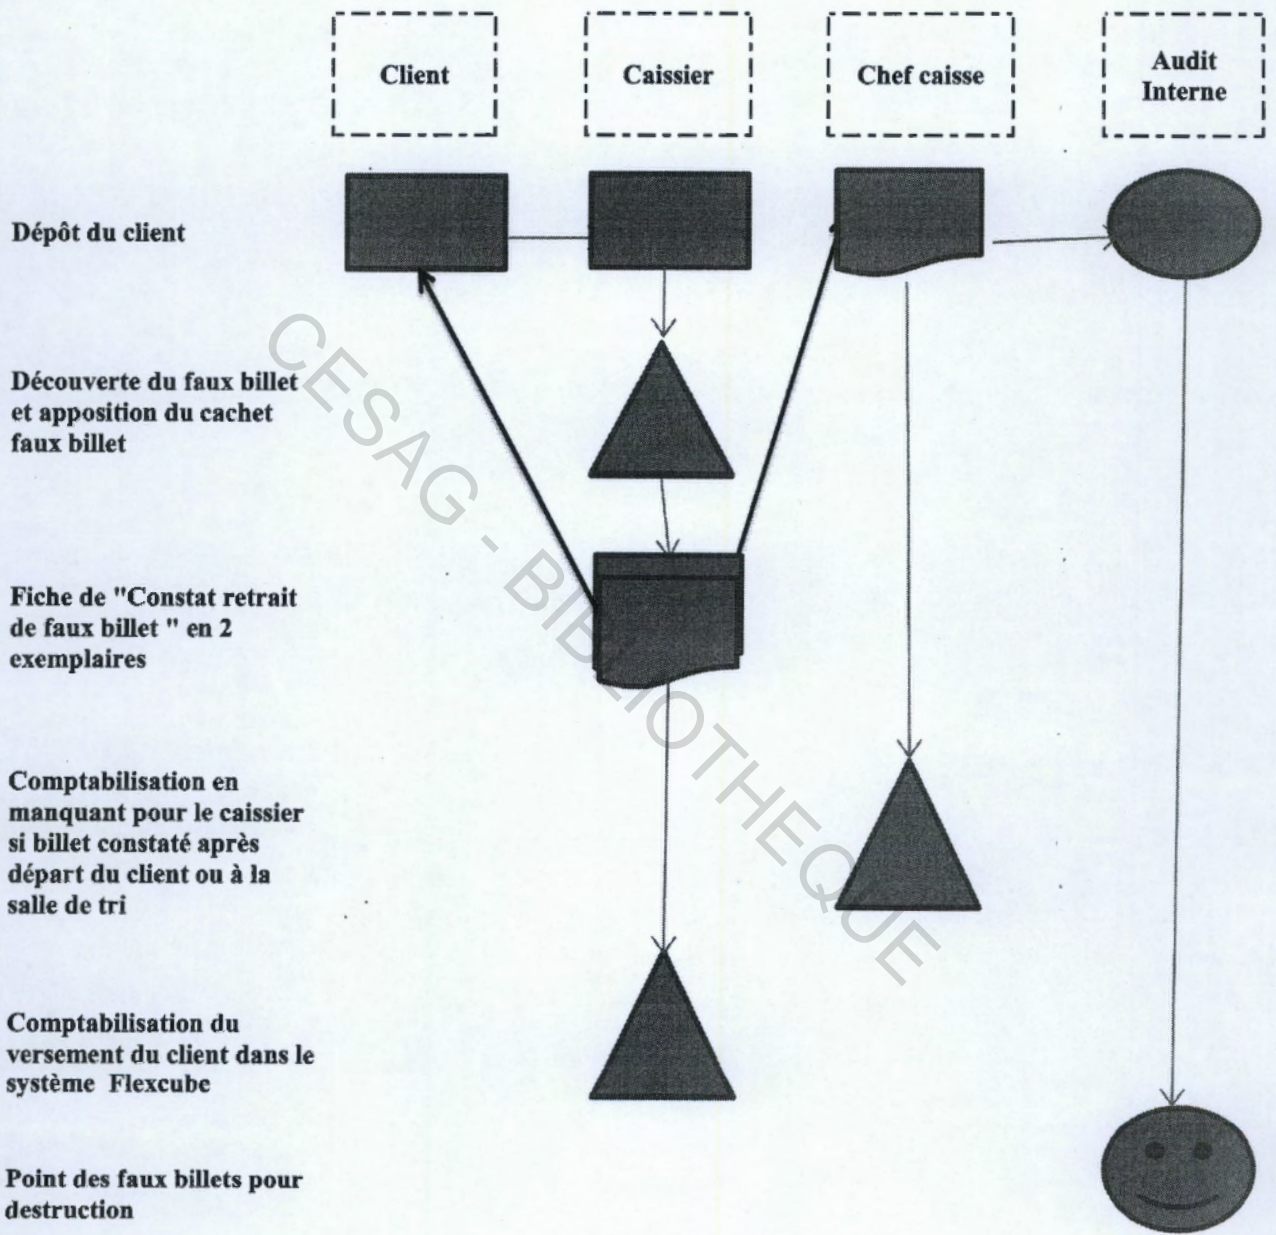 Client
Caissier
Chef caisse
Audit
Interne
Dépôt du client
Découverte du faux billet
et apposition du cachet
faux billet
Fiche de "Constat retrait
de faux billet " en 2
exemplaires
Comptabilisation en
manquant pour le caissier
si billet constaté après
départ du client ou à la
salle de tri
Comptabilisation du
versement du client dans le
système Flexcube
Point des faux billets pour
destruction
CESAG - BIBLIOTHEQUE